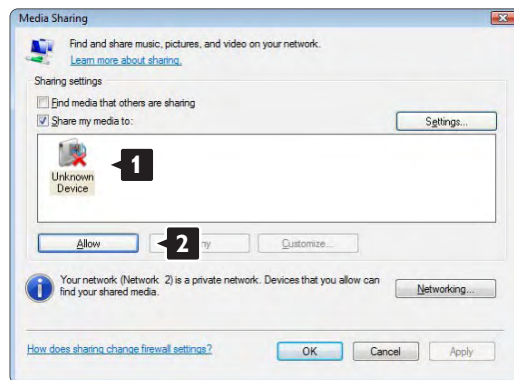 Media Sharing
Find and share music, pictures, and video on your network.
Learn more about sharing.
Sharing settings
Find media that others are sharing
Share my media to:
Settings...
Unknown
Device
1
Allow
2
ny
Customize...
Your network (Network 2) is a private network. Devices that you allow can
find your shared media.
Networking...
How does sharing change firewall settings?
OK
Cancel
Apply